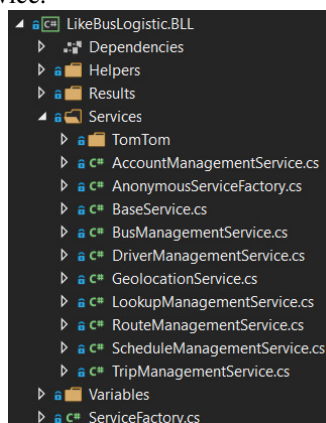 vice.
LikeBusLogistic.BLL
Dependencies
Helpers
Results
Services
TomTom
C# AccountManagementService.cs
C# AnonymousServiceFactory.cs
C# BaseService.cs
C# BusManagementService.cs
C# DriverManagementService.cs
C# GeolocationService.cs
C# LookupManagementService.cs
C# RouteManagementService.cs
C# ScheduleManagementService.cs
C# TripManagementService.cs
Variables
C# ServiceFactory.cs